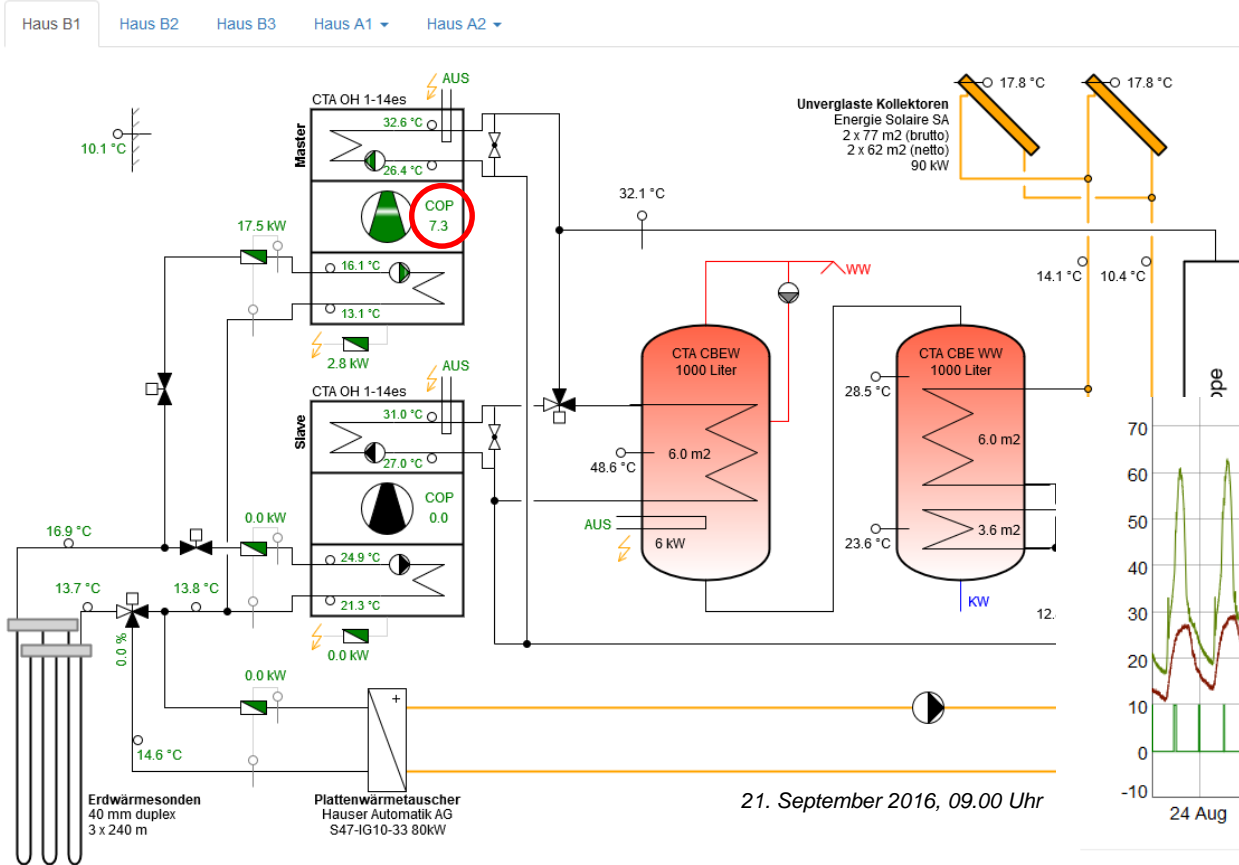 Haus B1 Haus B2 Haus B3 Haus A1 Haus A2
AUS
CTA OH 1-14es
Master
32.6 °C
26.4 °C
10.1 °C
COP
7.3
17.5 kW
16.1 °C
13.1 °C
2.8 kW
Unverglaste Kollektoren
Energie Solaire SA
2 x 77 m2 (brutto)
2 x 62 m2 (netto)
90 kW
17.8 °C
17.8 °C
32.1 °C
14.1 °C
10.4 °C
WW
AUS
CTA OH 1-14es
Slave
31.0 °C
27.0 °C
COP
0.0
0.0 kW
24.9 °C
21.3 °C
0.0 kW
CTA CBEW
1000 Liter
6.0 m2
48.6 °C
AUS
6 kW
CTA CBE WW
1000 Liter
28.5 °C
6.0 m2
23.6 °C
3.6 m2
KW
12.
ppe
16.9 °C
13.7 °C
13.8 °C
0.0 %
0.0 kW
14.6 °C
+
Erdwärmesonden
40 mm duplex
3 x 240 m
Plattenwärmetauscher
Hauser Automatik AG
S47-IG10-33 80kW
21. September 2016, 09.00 Uhr
70
60
50
40
30
20
10
0
-10
24 Aug